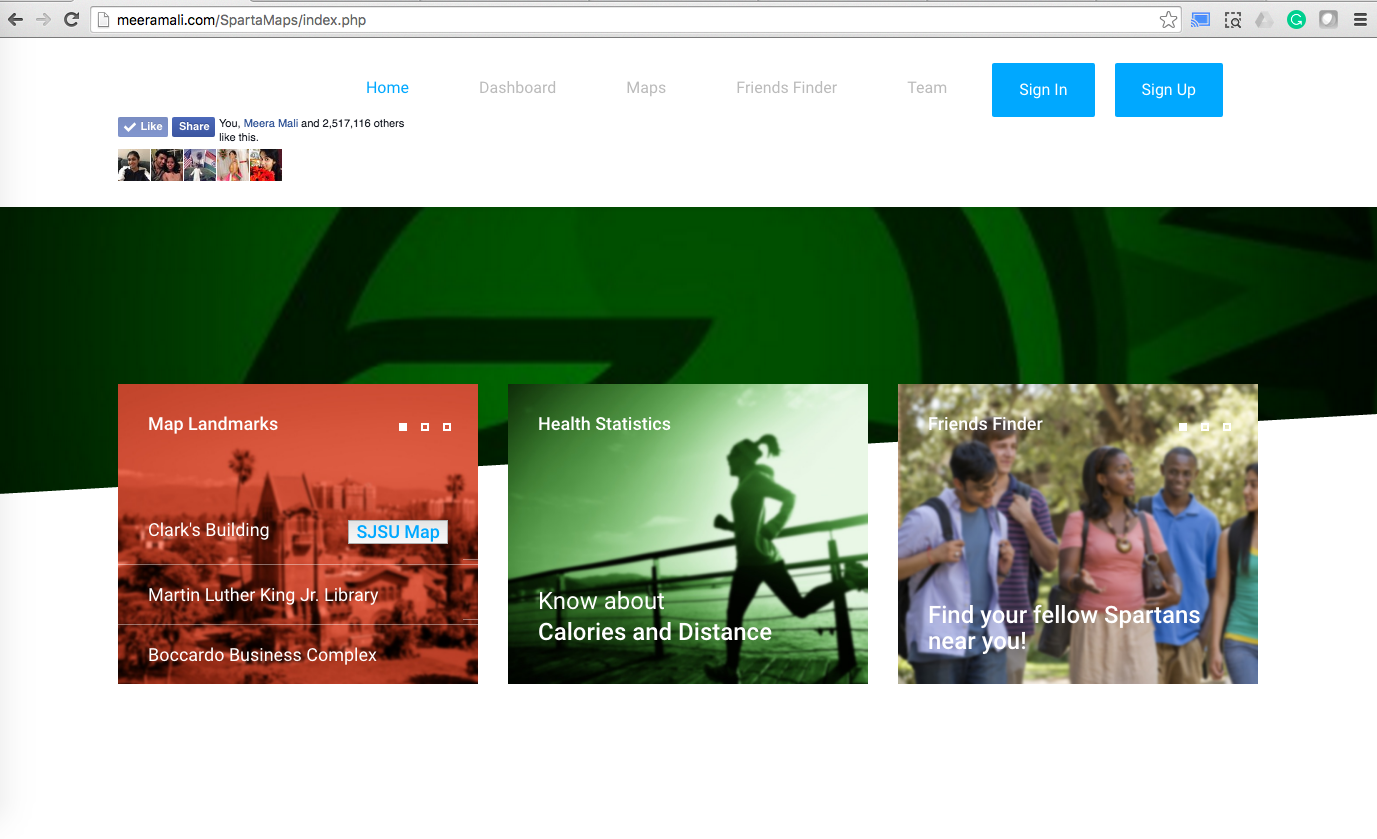 meeramali.com/SpartaMaps/index.php
Home Dashboard Maps Friends Finder Team Sign In Sign Up
Like Share You, Meera Mali and 2,517,116 others
like this.
Map Landmarks
Clark's Building SJSU Map
Martin Luther King Jr. Library
Boccardo Business Complex
Health Statistics
Know about
Calories and Distance
Friends Finder
Find your fellow Spartans
near you!